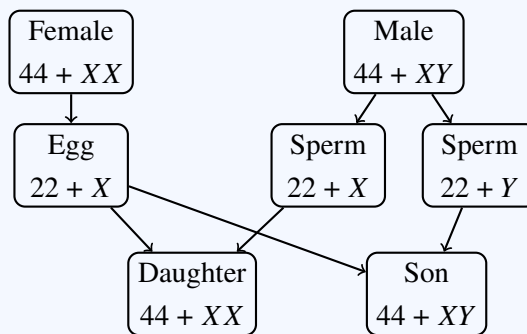 Female
44 + XX
Male
44 + XY
Egg
22 + X
Sperm
22 + X
Sperm
22 + Y
Daughter
44 + XX
Son
44 + XY